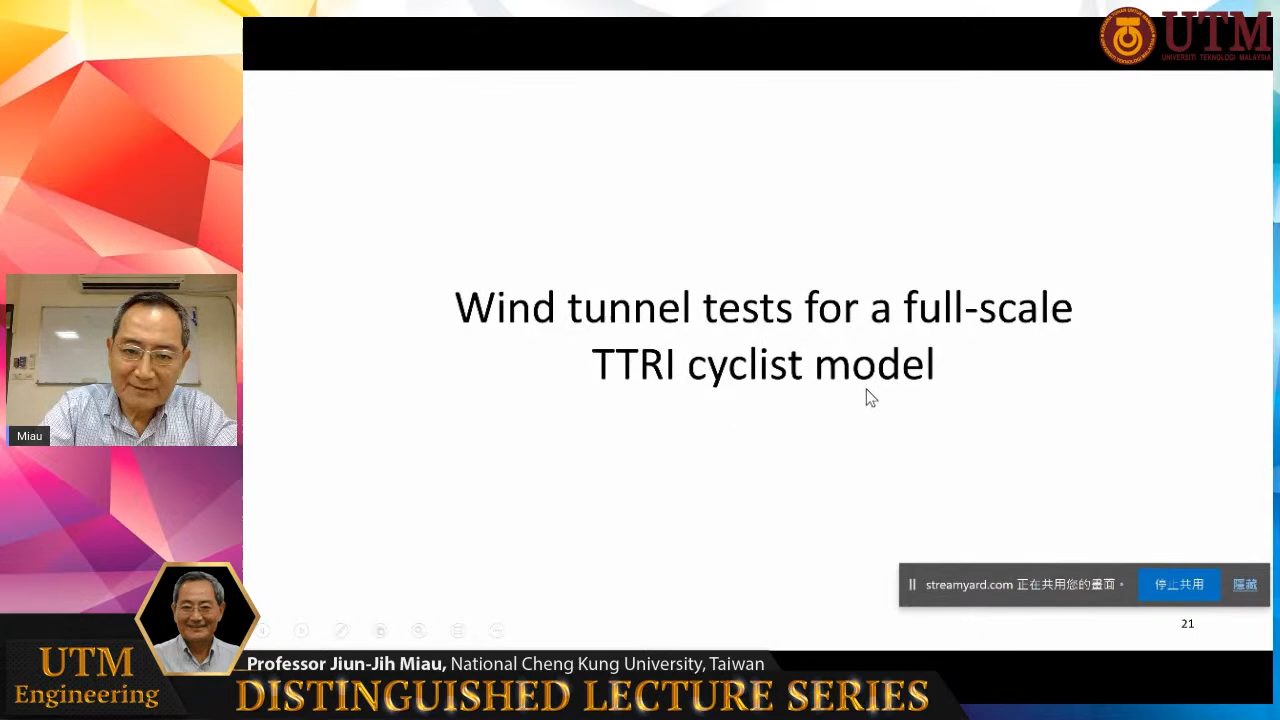 UTM
UNIVERSITI TEKNOLOGI MALAYSIA
Wind tunnel tests for a full-scale
TTRI cyclist model
Miau
streamyard.com 正在共用您的畫面。
停止共用
隱藏
21
UTM
Engineering
Professor Jiun-Jih Miau, National Cheng Kung University, Taiwan
DISTINGUISHED LECTURE SERIES